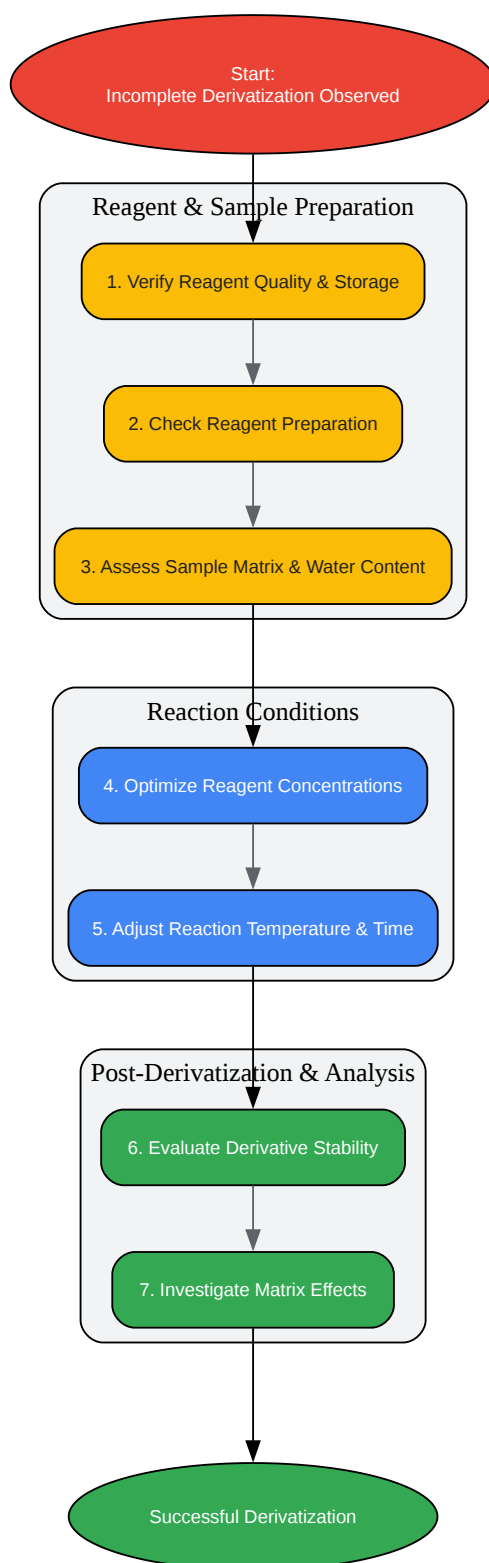 Start:
Incomplete Derivatization Observed
Reagent & Sample Preparation
1. Verify Reagent Quality & Storage
2. Check Reagent Preparation
3. Assess Sample Matrix & Water Content
Reaction Conditions
4. Optimize Reagent Concentrations
5. Adjust Reaction Temperature & Time
Post-Derivatization & Analysis
6. Evaluate Derivative Stability
7. Investigate Matrix Effects
Successful Derivatization